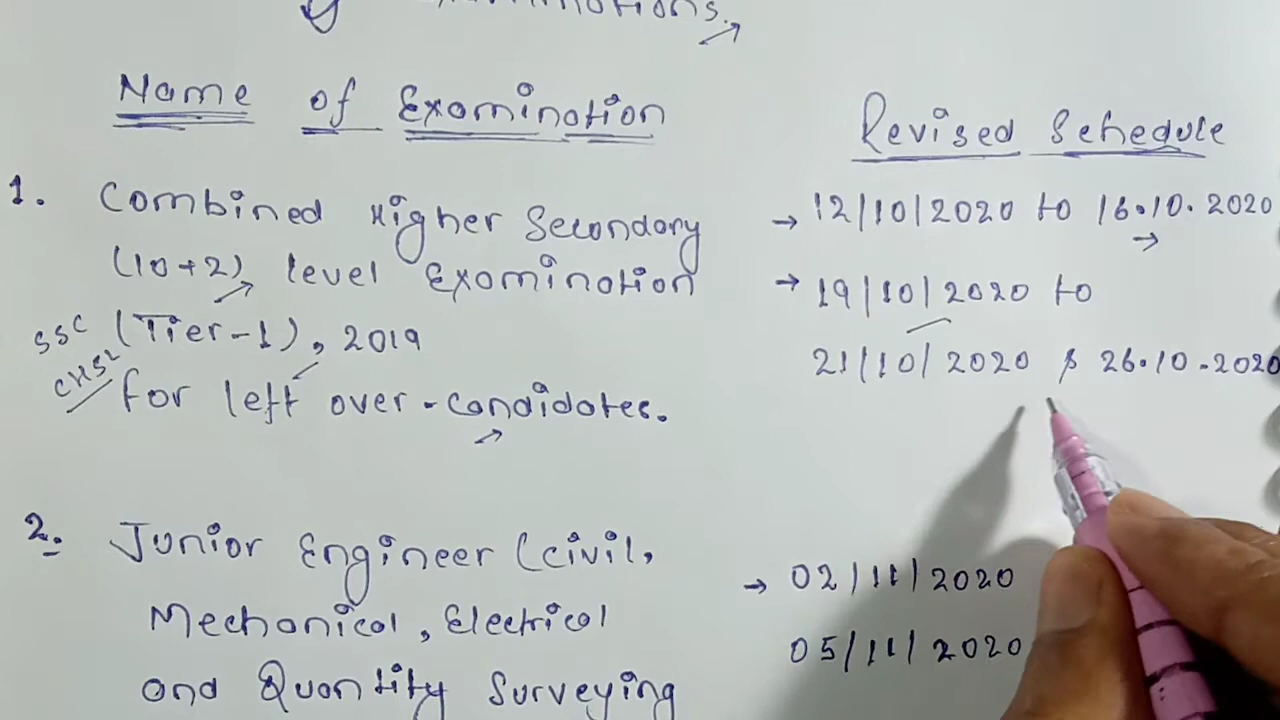 Name of Examination
Revised Schedule
1. Combined Higher Secondary
(10+2) level Examination
SSC (Tier-1), 2019
CHSL
for left over-candidates.
→ 12/10/2020 to 16.10.2020
→ 19/10/2020 to
21/10/2020 & 26.10.2020
2. Junior Engineer (civil,
Mechanical, Electrical
and Quantity Surveying
→ 02/11/2020
05/11/2020